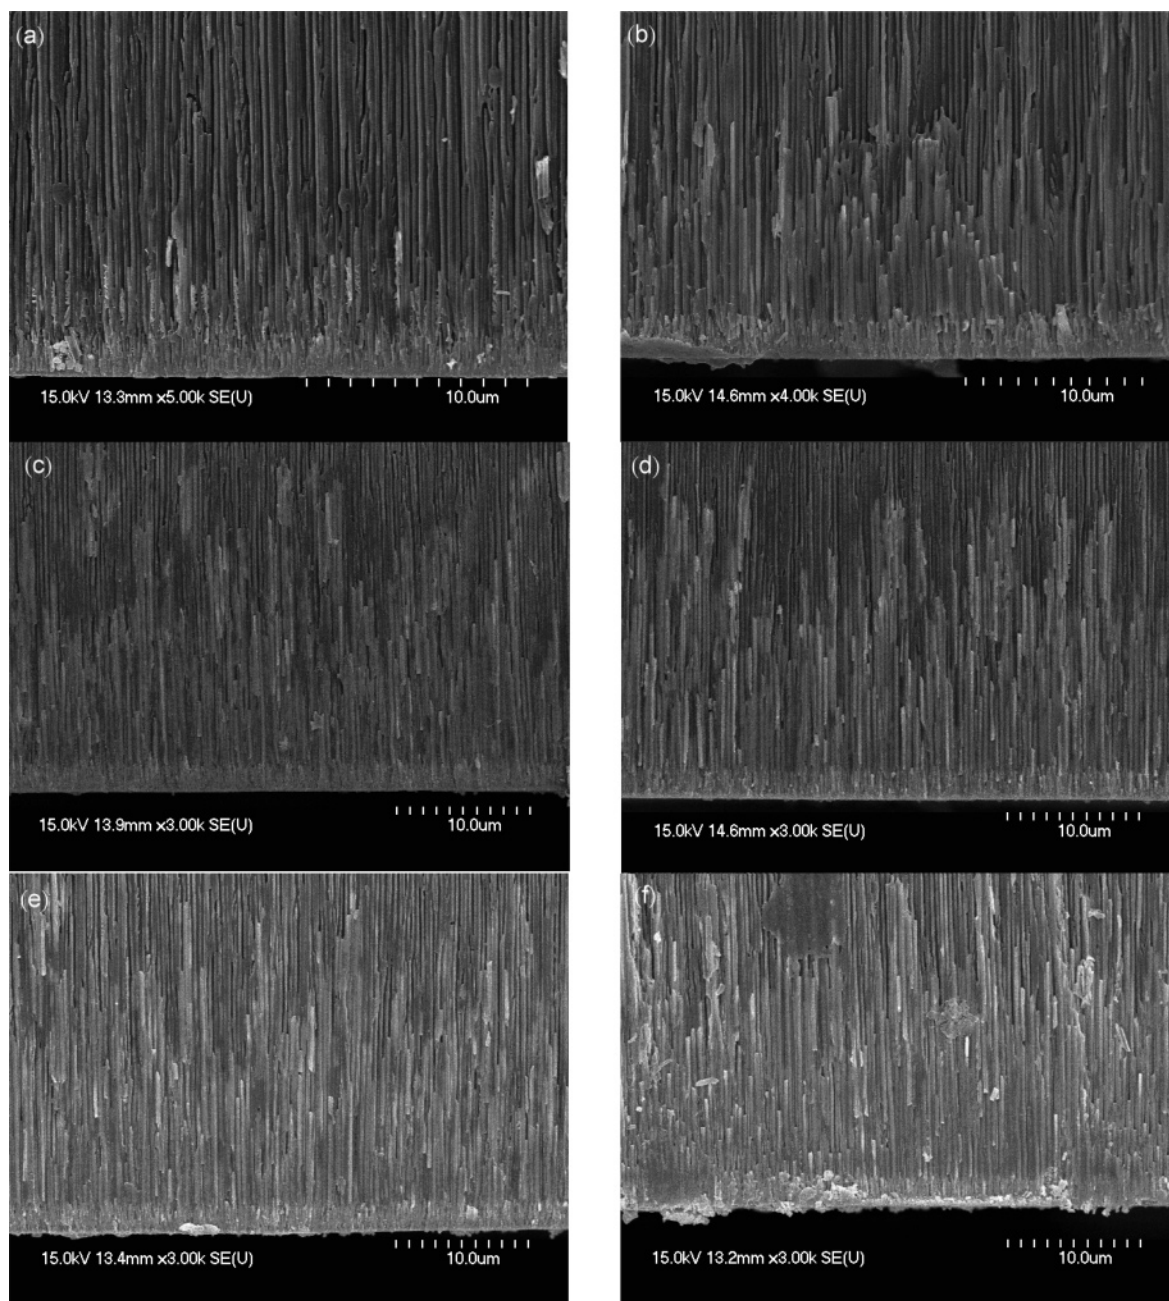 (a)
15.0kV 13.3mm x5.00k SE(U) 10.0um
(b)
15.0kV 14.6mm x4.00k SE(U) 10.0um
(c)
15.0kV 13.9mm x3.00k SE(U) 10.0um
(d)
15.0kV 14.6mm x3.00k SE(U) 10.0um
(e)
15.0kV 13.4mm x3.00k SE(U) 10.0um
(f)
15.0kV 13.2mm x3.00k SE(U) 10.0um